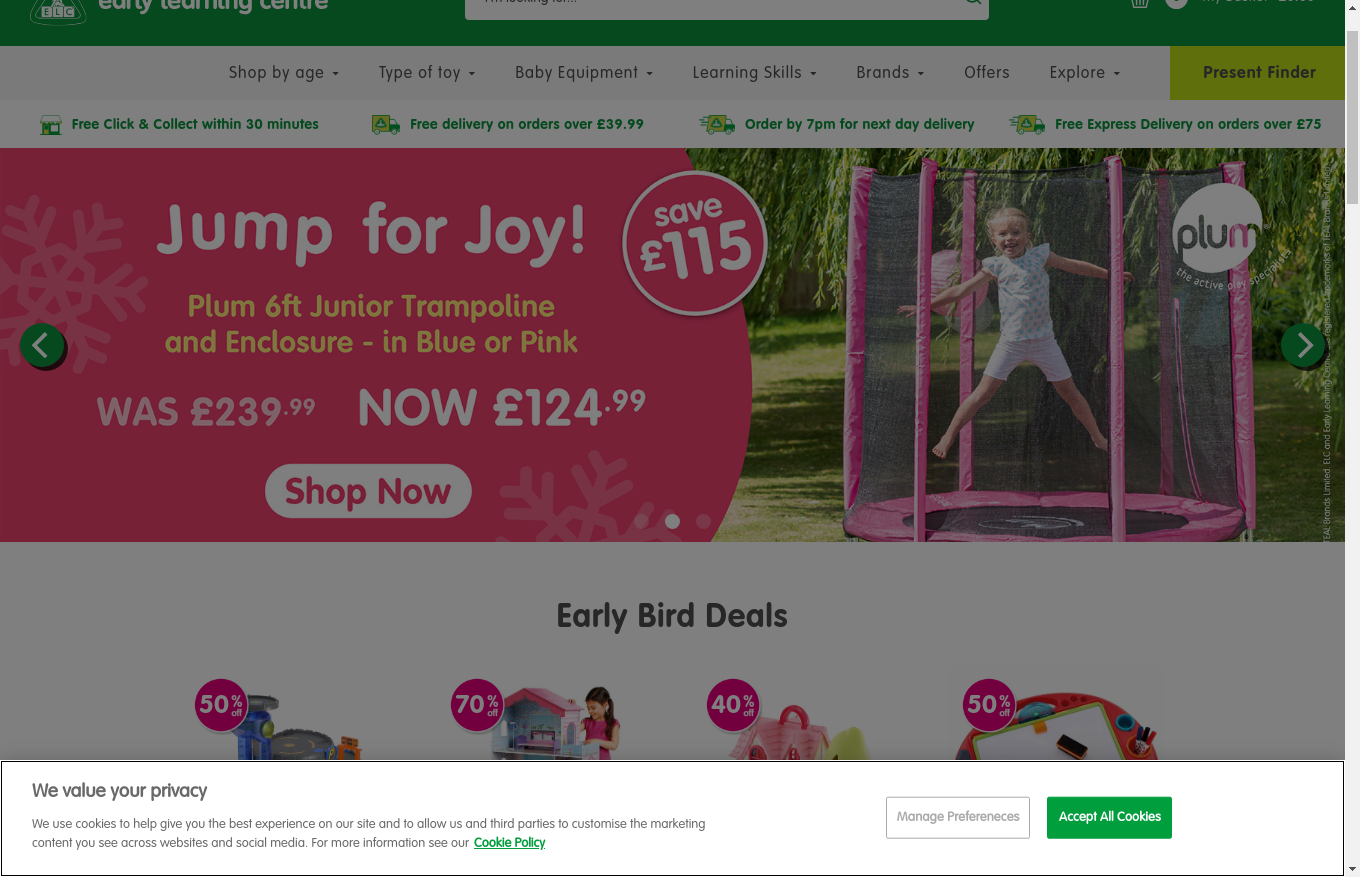 ELC
early learning centre
Shop by age
Type of toy
Baby Equipment
Learning Skills
Brands
Offers
Explore
Present Finder
Free Click & Collect within 30 minutes
Free delivery on orders over £39.99
Order by 7pm for next day delivery
Free Express Delivery on orders over £75
Jump for Joy!
save
£115
Plum 6ft Junior Trampoline
and Enclosure - in Blue or Pink
WAS £239.99 NOW £124.99
Shop Now
plum
the active play specialists
Early Bird Deals
50% off
70% off
40% off
50% off
We value your privacy
We use cookies to help give you the best experience on our site and to allow us and third parties to customise the marketing
content you see across websites and social media. For more information see our Cookie Policy
Manage Prefereneces
Accept All Cookies